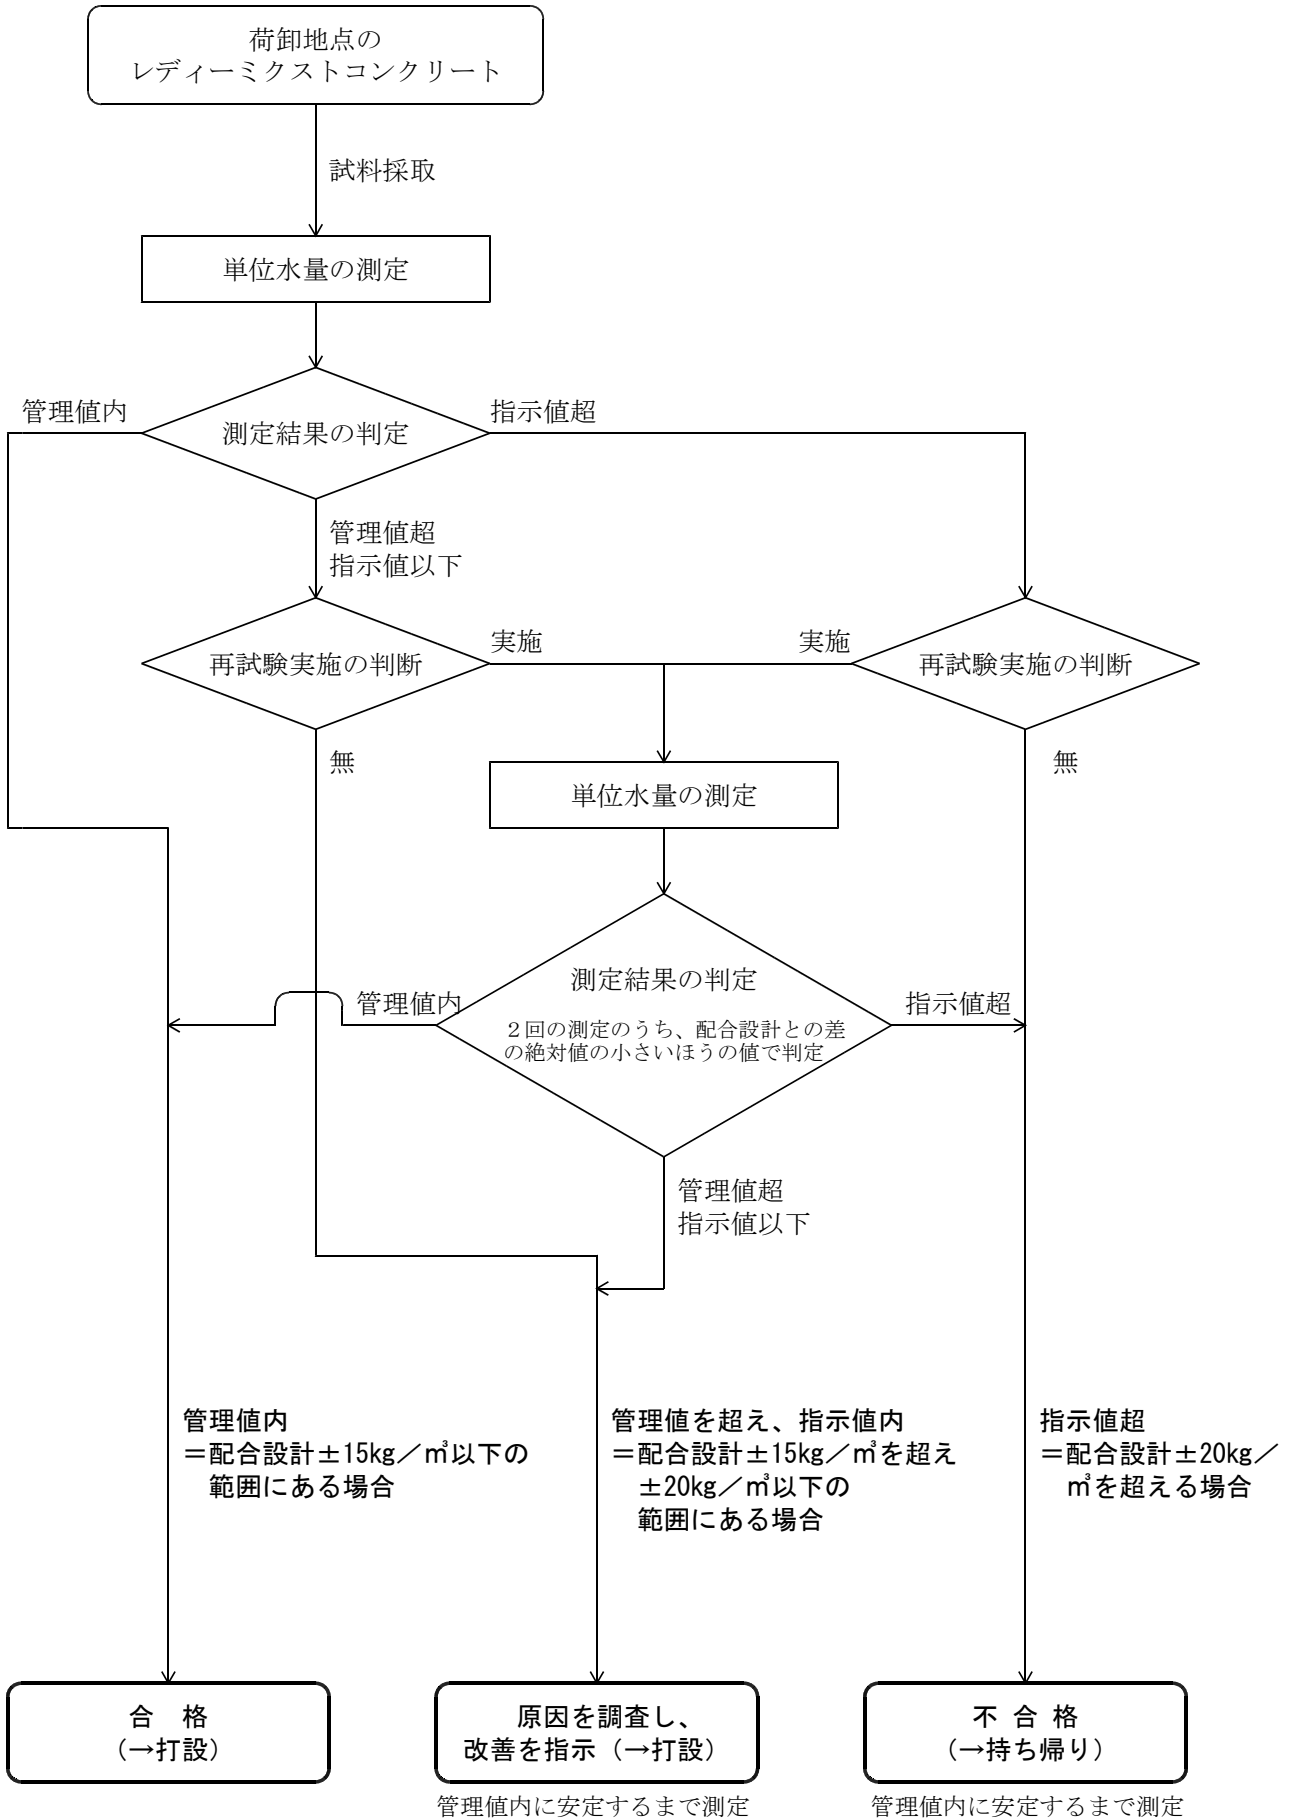 荷卸地点の
レディーミクストコンクリート
試料採取
単位水量の測定
管理値内
測定結果の判定
指示値超
管理値超
指示値以下
再試験実施の判断
実施
実施
再試験実施の判断
無
無
単位水量の測定
測定結果の判定
２回の測定のうち、配合設計との差
の絶対値の小さいほうの値で判定
管理値内
指示値超
管理値超
指示値以下
管理値内
＝配合設計±15kg／㎥以下の
範囲にある場合
管理値を超え、指示値内
＝配合設計±15kg／㎥を超え
±20kg／㎥以下の
範囲にある場合
指示値超
＝配合設計±20kg／
㎥を超える場合
合　格
（→打設）
原因を調査し、
改善を指示（→打設）
管理値内に安定するまで測定
不 合 格
（→持ち帰り）
管理値内に安定するまで測定